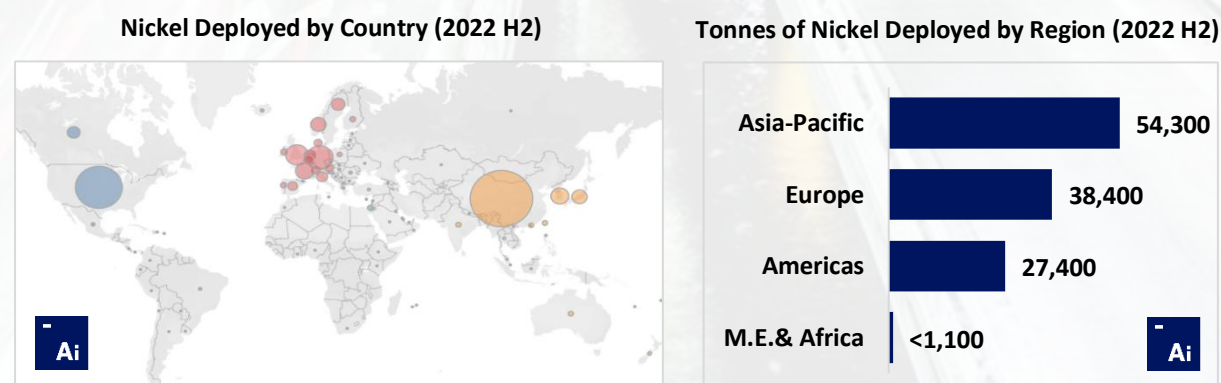 Nickel Deployed by Country (2022 H2)
Ai
Tonnes of Nickel Deployed by Region (2022 H2)
Asia-Pacific 54,300
Europe 38,400
Americas 27,400
M.E.& Africa <1,100
Ai